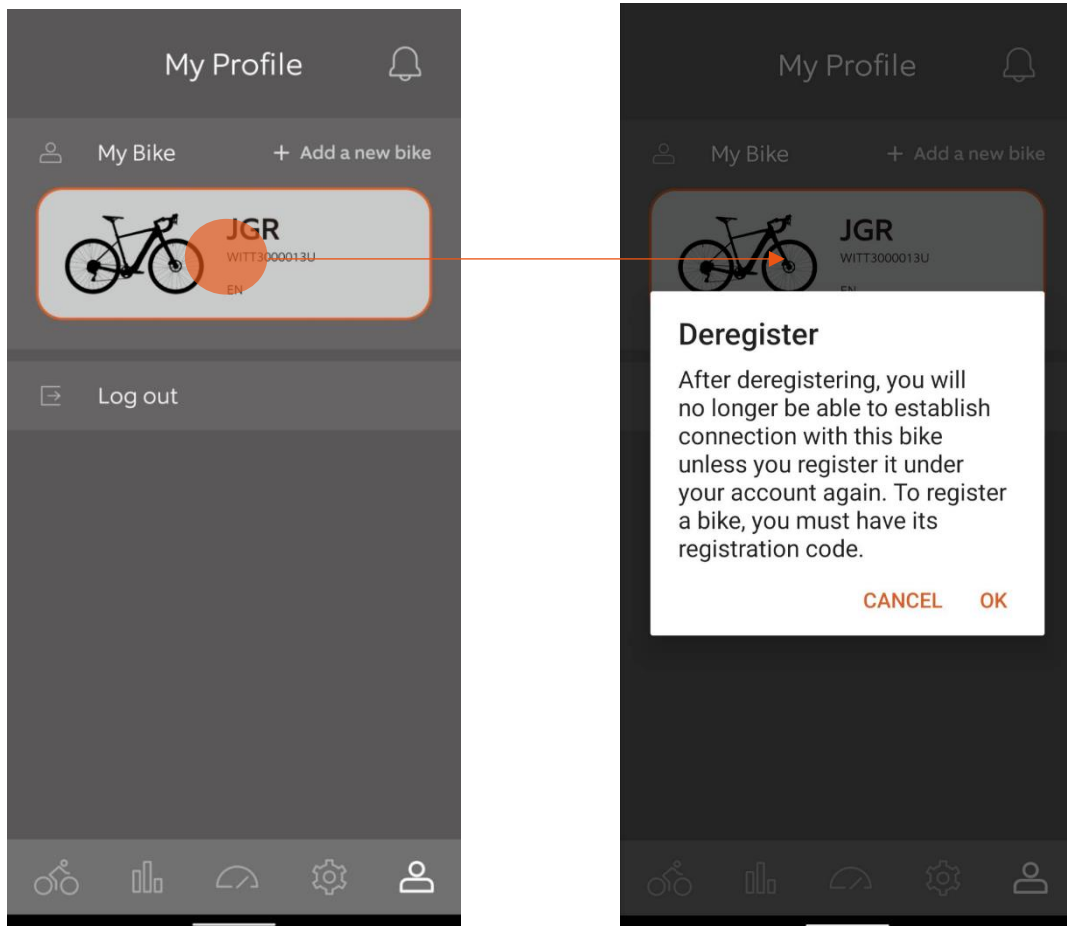 My Profile
My Bike
+ Add a new bike
JGR
WITT3000013U
EN
Log out
My Profile
My Bike
+ Add a new bike
JGR
WITT3000013U
EN
Deregister
After deregistering, you will
no longer be able to establish
connection with this bike
unless you register it under
your account again. To register
a bike, you must have its
registration code.
CANCEL OK